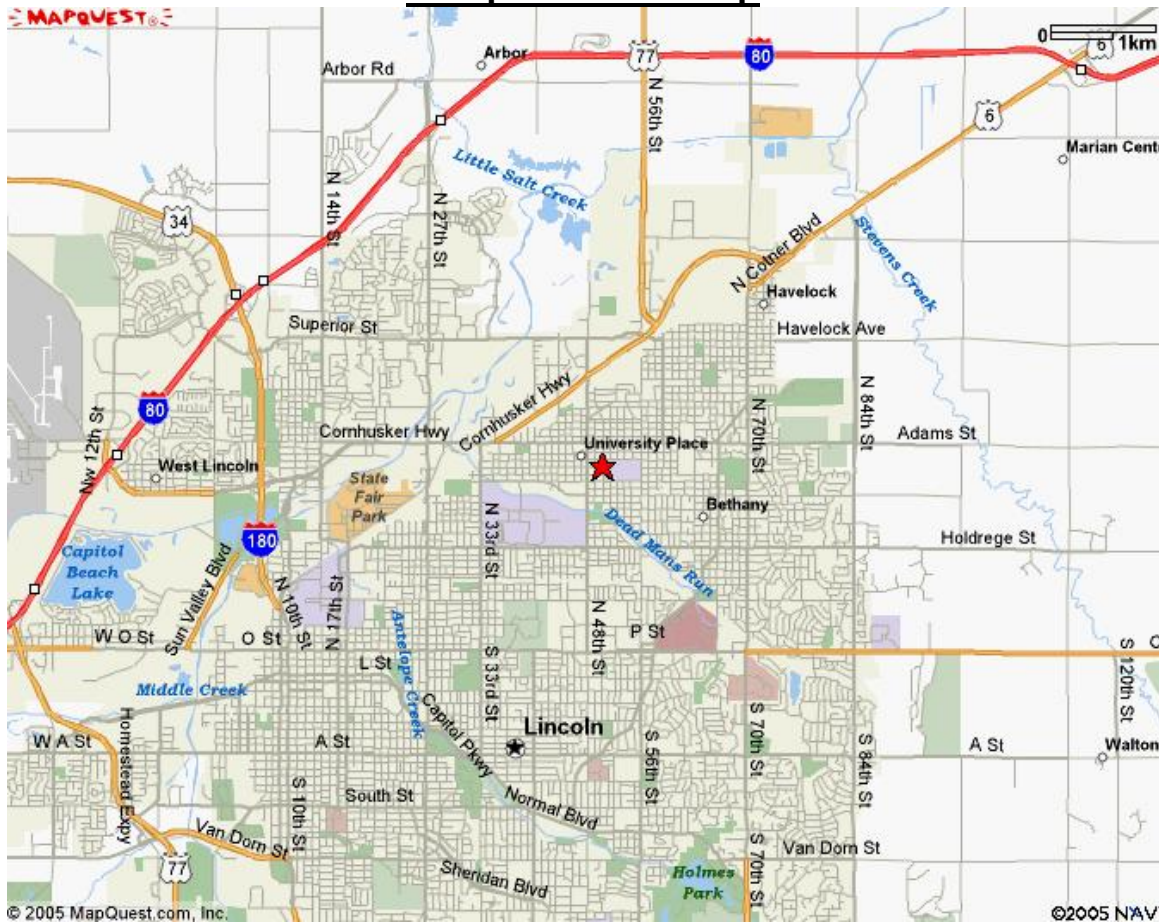 MAPQUEST
0 1km
6
Arbor
77
80
Arbor Rd
N 56th St
6
Marian Cent
Little Salt Creek
N 14th St
N 27th St
34
Stevens Creek
N Cotner Blvd
Havelock
Superior St
Havelock Ave
80
Cornhusker Hwy
Cornhusker Hwy
N 70th St
N 84th St
Adams St
Nw 12th St
West Lincoln
University Place
State
Fair
Park
Bethany
N 33rd St
Dead Mans Run
180
Holdrege St
Capitol
Beach
Lake
Sun Valley Blvd
N 10th St
N 17th St
Antelope Creek
N 48th St
W O St
O St
P St
L St
S 33rd St
S 120th St
Middle Creek
Capitol Pkwy
Lincoln
Homestead Expy
W A St
A St
S 56th St
S 70th St
S 84th St
A St
Walton
S 10th St
South St
Normal Blvd
Van Dorn St
S 70th St
Van Dorn St
77
Sheridan Blvd
Holmes
Park
© 2005 MapQuest.com, Inc.
©2005 NAV